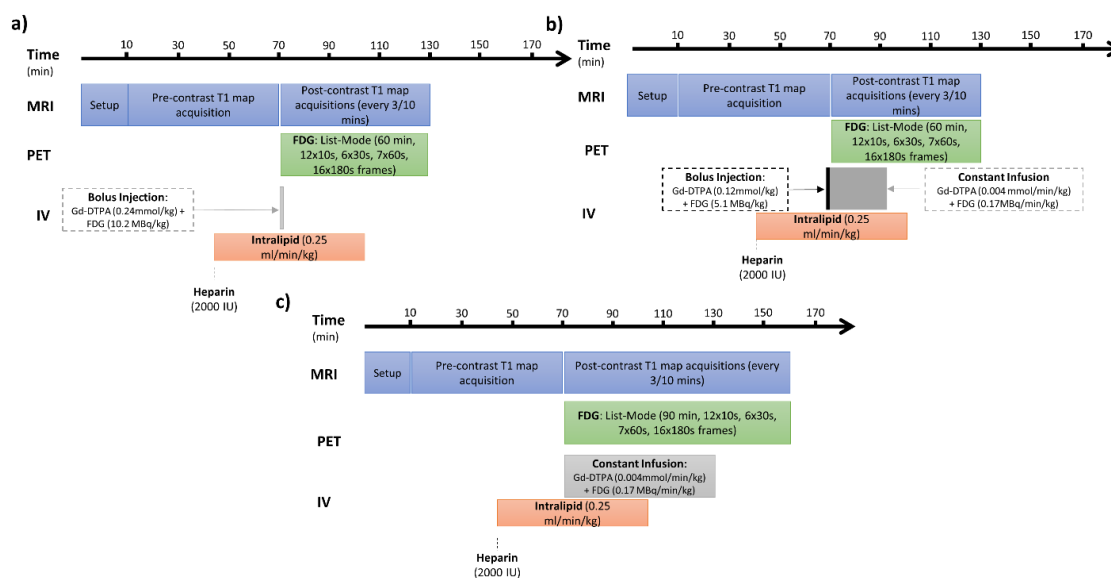 a)
Time
(min)
10 30 50 70 90 110 130 150 170
MRI
Setup
Pre-contrast T1 map
acquisition
Post-contrast T1 map
acquisitions (every 3/10
mins)
PET
FDG: List-Mode (60 min,
12x10s, 6x30s, 7x60s,
16x180s frames)
Bolus Injection:
Gd-DTPA (0.24mmol/kg) +
FDG (10.2 MBq/kg)
IV
Intralipid (0.25
ml/min/kg)
Heparin
(2000 IU)
b)
Time
(min)
10 30 50 70 90 110 130 150 170
MRI
Setup
Pre-contrast T1 map
acquisition
Post-contrast T1 map
acquisitions (every 3/10
mins)
PET
FDG: List-Mode (60 min,
12x10s, 6x30s, 7x60s,
16x180s frames)
Bolus Injection:
Gd-DTPA (0.12mmol/kg)
+ FDG (5.1 MBq/kg)
Constant Infusion
Gd-DTPA (0.004 mmol/min/kg)
+ FDG (0.17MBq/min/kg)
IV
Intralipid (0.25
ml/min/kg)
Heparin
(2000 IU)
c)
Time
(min)
10 30 50 70 90 110 130 150 170
MRI
Setup
Pre-contrast T1 map
acquisition
Post-contrast T1 map acquisitions (every
3/10 mins)
PET
FDG: List-Mode (90 min, 12x10s, 6x30s,
7x60s, 16x180s frames)
Constant Infusion:
Gd-DTPA (0.004mmol/min/kg)
+ FDG (0.17 MBq/min/kg)
IV
Intralipid (0.25
ml/min/kg)
Heparin
(2000 IU)